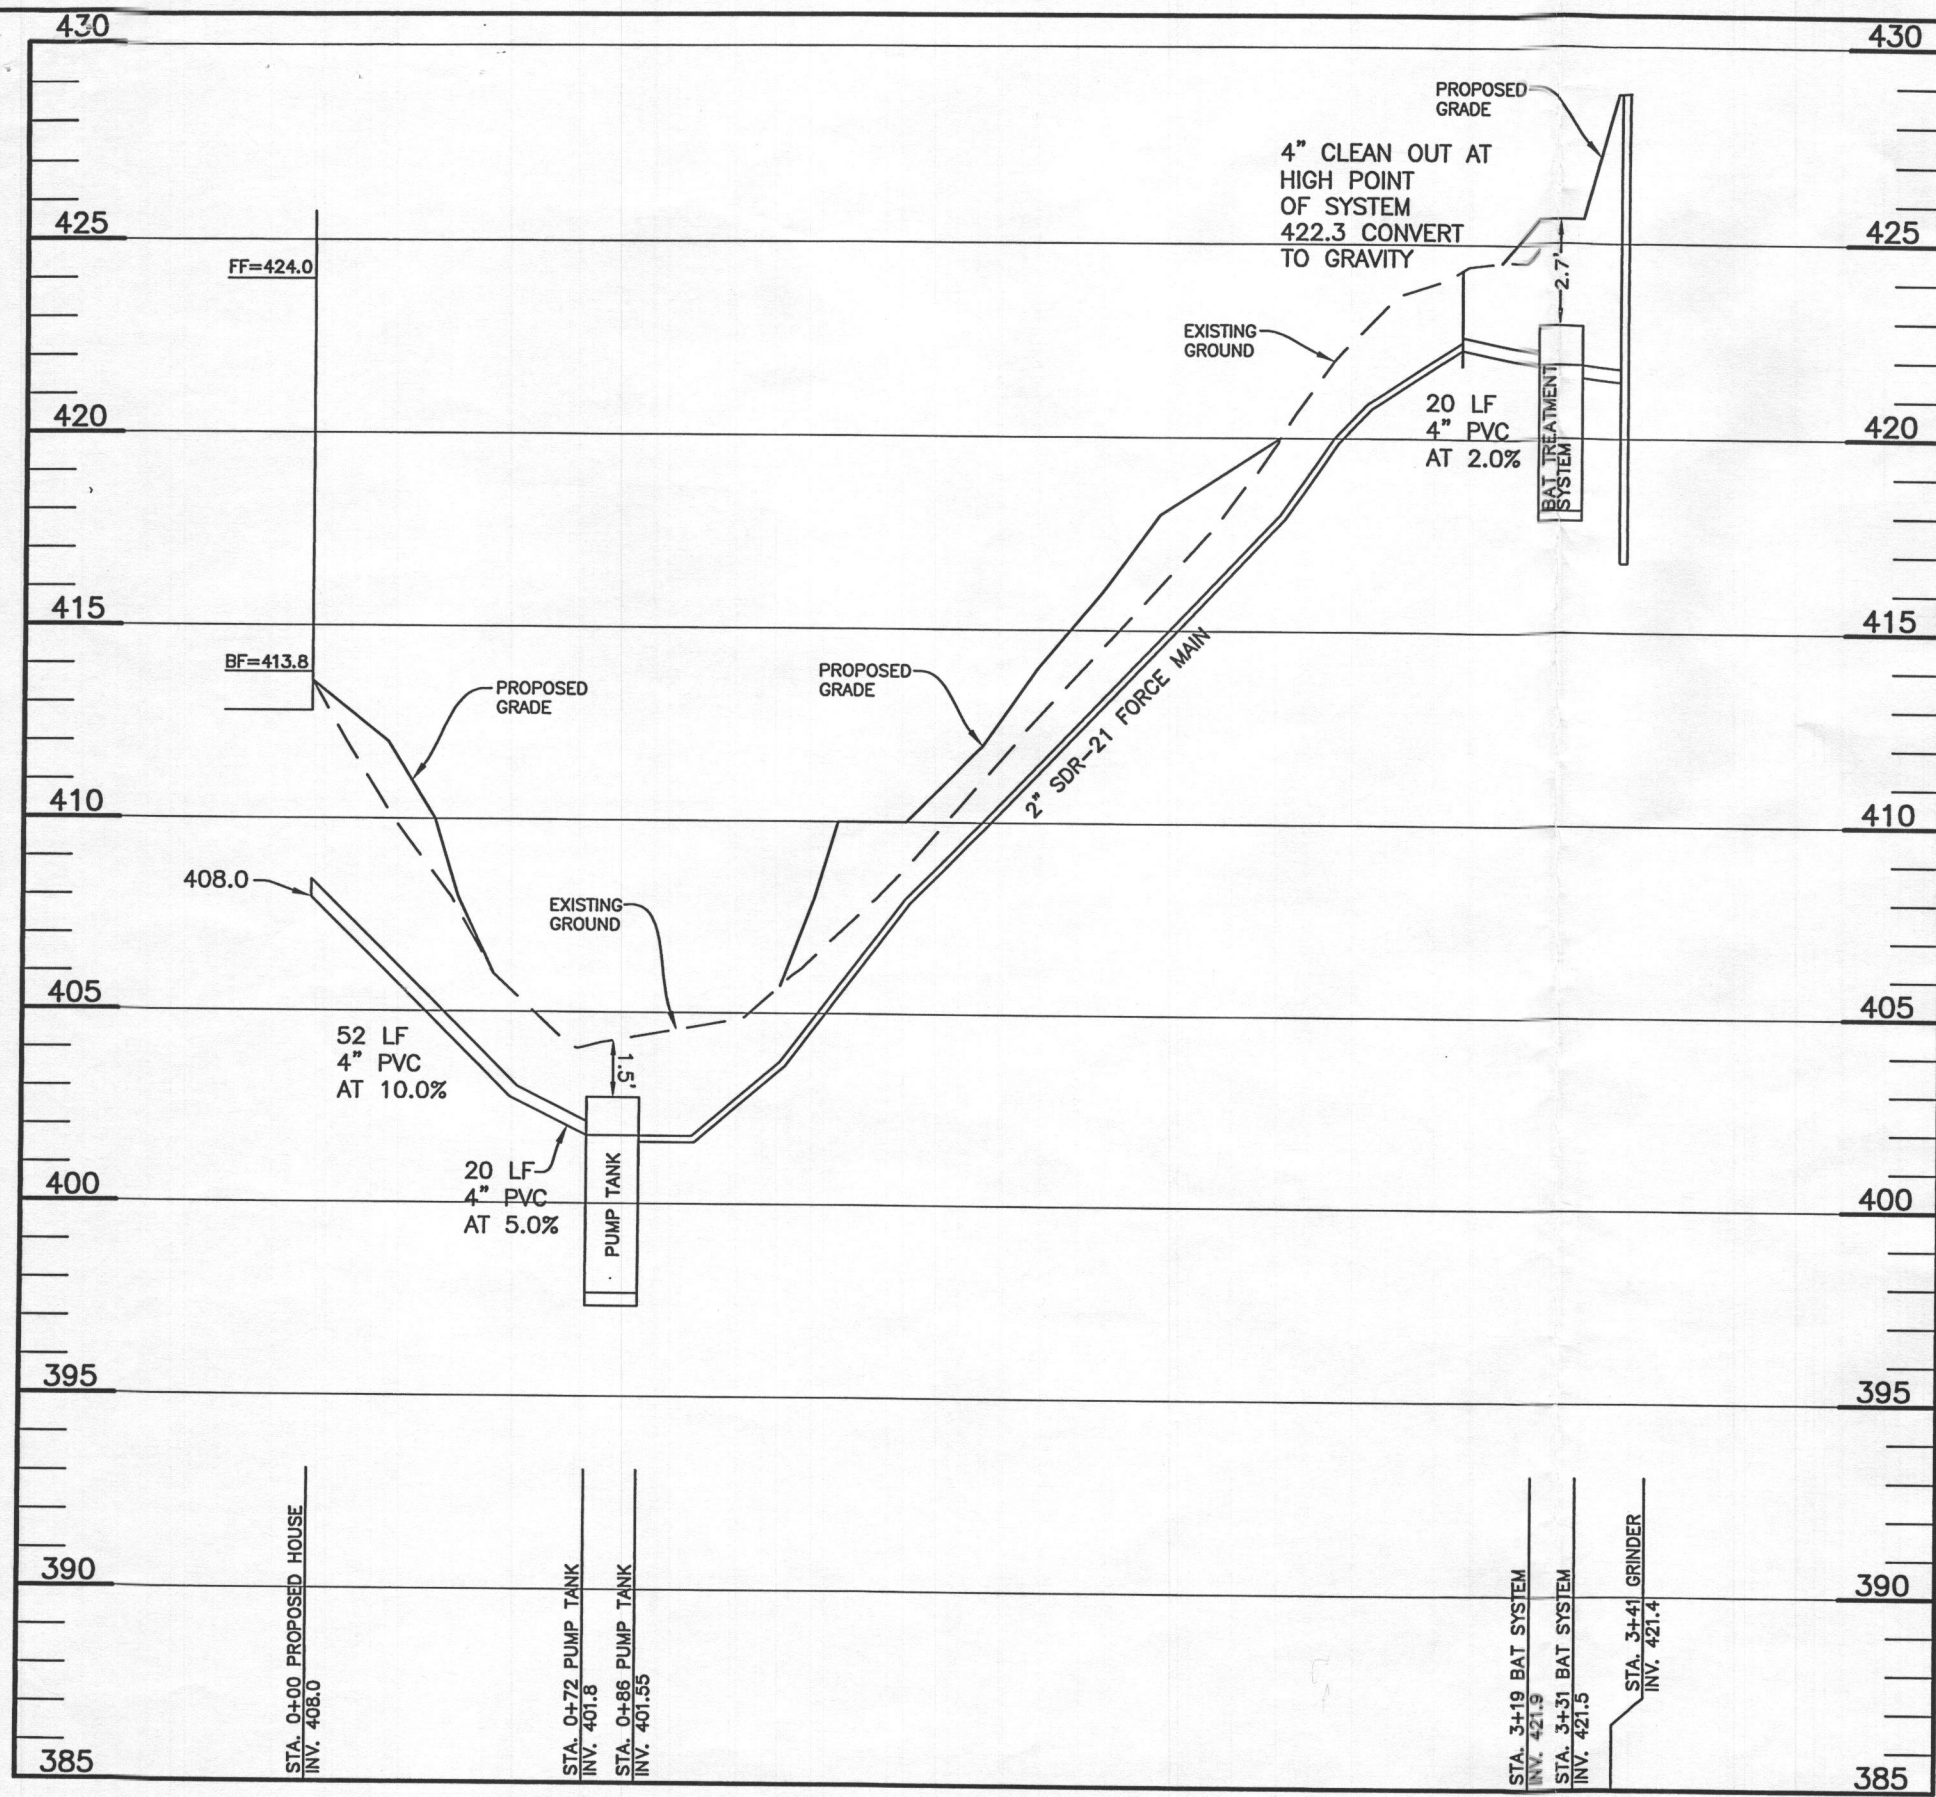 430
430
PROPOSED
GRADE
4" CLEAN OUT AT
HIGH POINT
OF SYSTEM
422.3 CONVERT
TO GRAVITY
425
425
FF=424.0
2.7'
EXISTING
GROUND
20 LF
4" PVC
AT 2.0%
BAT TREATMENT
SYSTEM
420
420
415
415
BF=413.8
PROPOSED
GRADE
PROPOSED
GRADE
2" SDR-21 FORCE MAIN
410
410
408.0
EXISTING
GROUND
405
405
52 LF
4" PVC
AT 10.0%
1.5'
20 LF
4" PVC
AT 5.0%
PUMP TANK
400
400
395
395
390
390
STA. 0+00 PROPOSED HOUSE
INV. 408.0
STA. 0+72 PUMP TANK
INV. 401.8
STA. 0+86 PUMP TANK
INV. 401.55
STA. 3+19 BAT SYSTEM
INV. 421.9
STA. 3+31 BAT SYSTEM
INV. 421.5
STA. 3+41 GRINDER
INV. 421.4
385
385